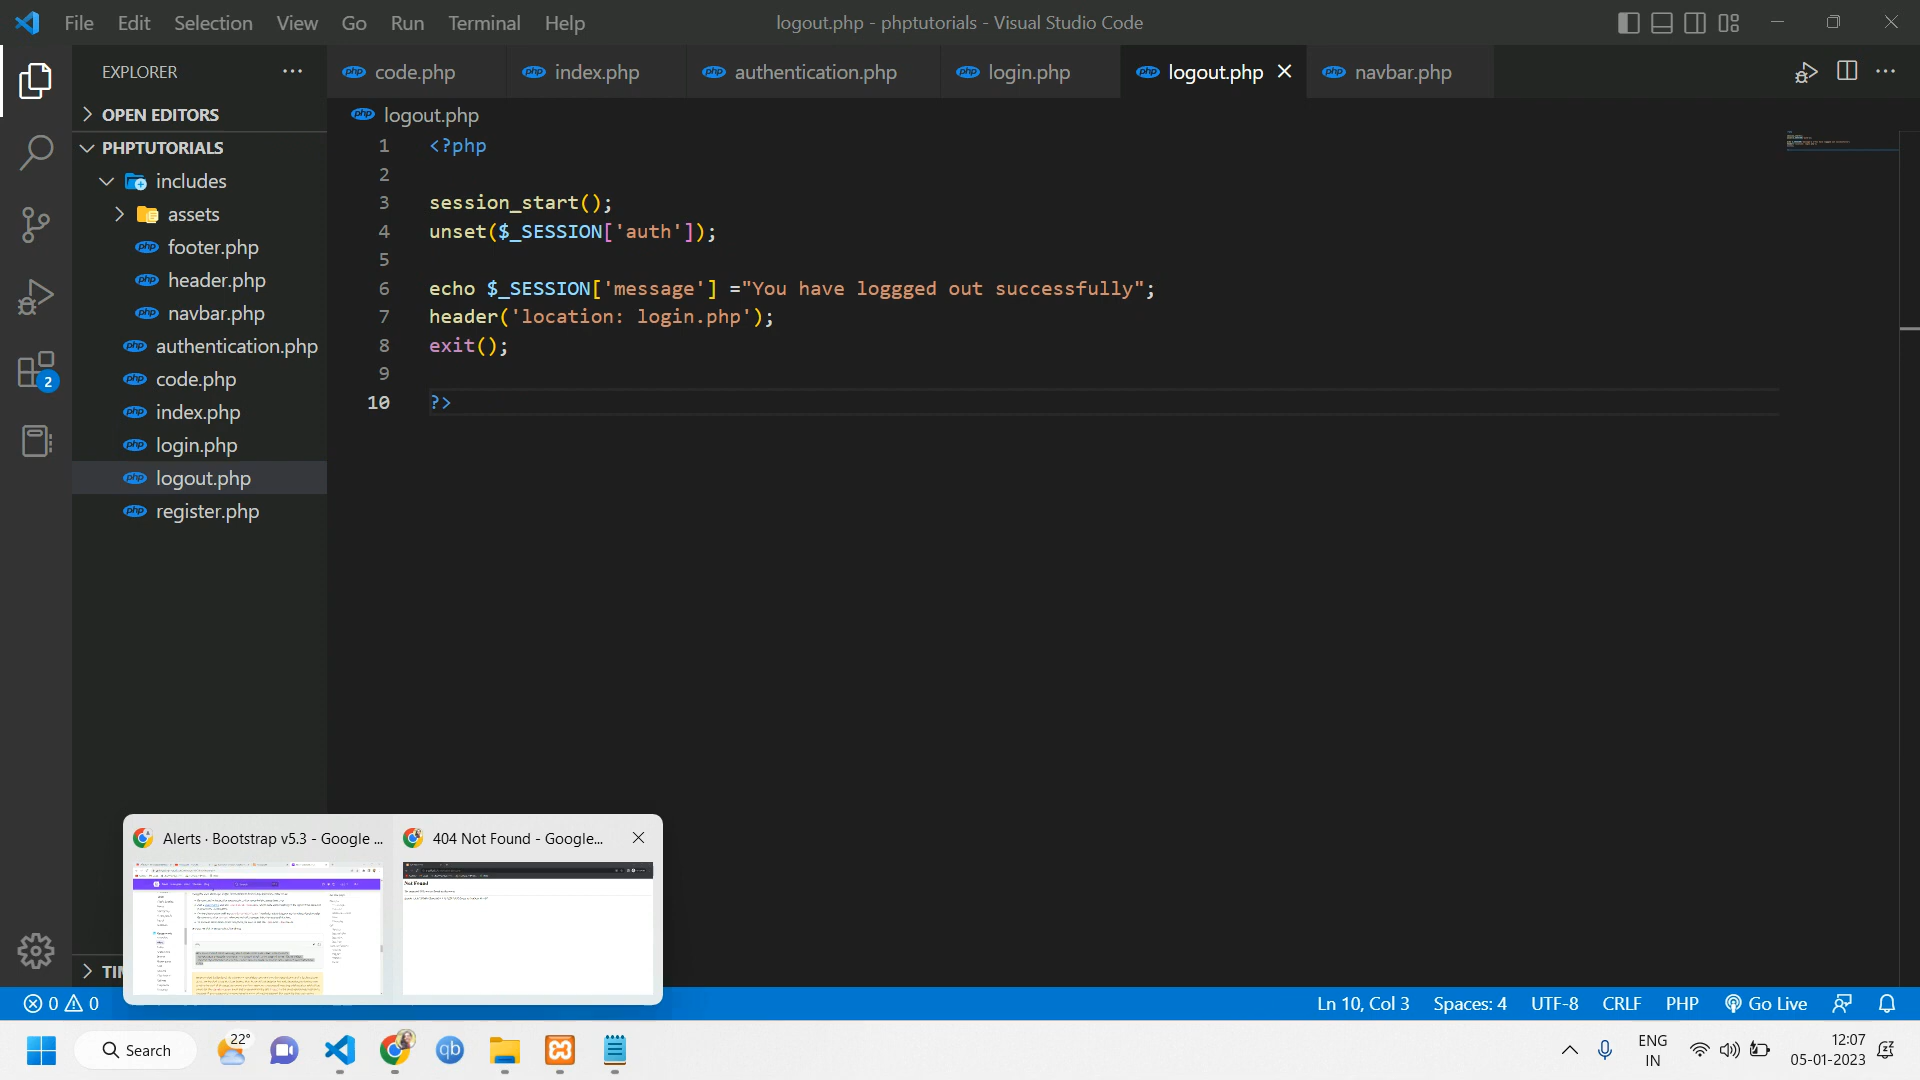 File Edit Selection View Go Run Terminal Help
logout.php - phptutorials - Visual Studio Code
EXPLORER
OPEN EDITORS
PHPTUTORIALS
includes
assets
footer.php
header.php
navbar.php
authentication.php
code.php
index.php
login.php
logout.php
register.php
code.php index.php authentication.php login.php logout.php navbar.php
logout.php
1 <?php
2
3 session_start();
4 unset($_SESSION['auth']);
5
6 echo $_SESSION['message'] ="You have loggged out successfully";
7 header('location: login.php');
8 exit();
9
10 ?>
2
Alerts · Bootstrap v5.3 - Google ...
404 Not Found - Google...
Not Found
TIM
0 0
Ln 10, Col 3 Spaces: 4 UTF-8 CRLF PHP Go Live
Search
22°
qb
ENG
IN
12:07
05-01-2023